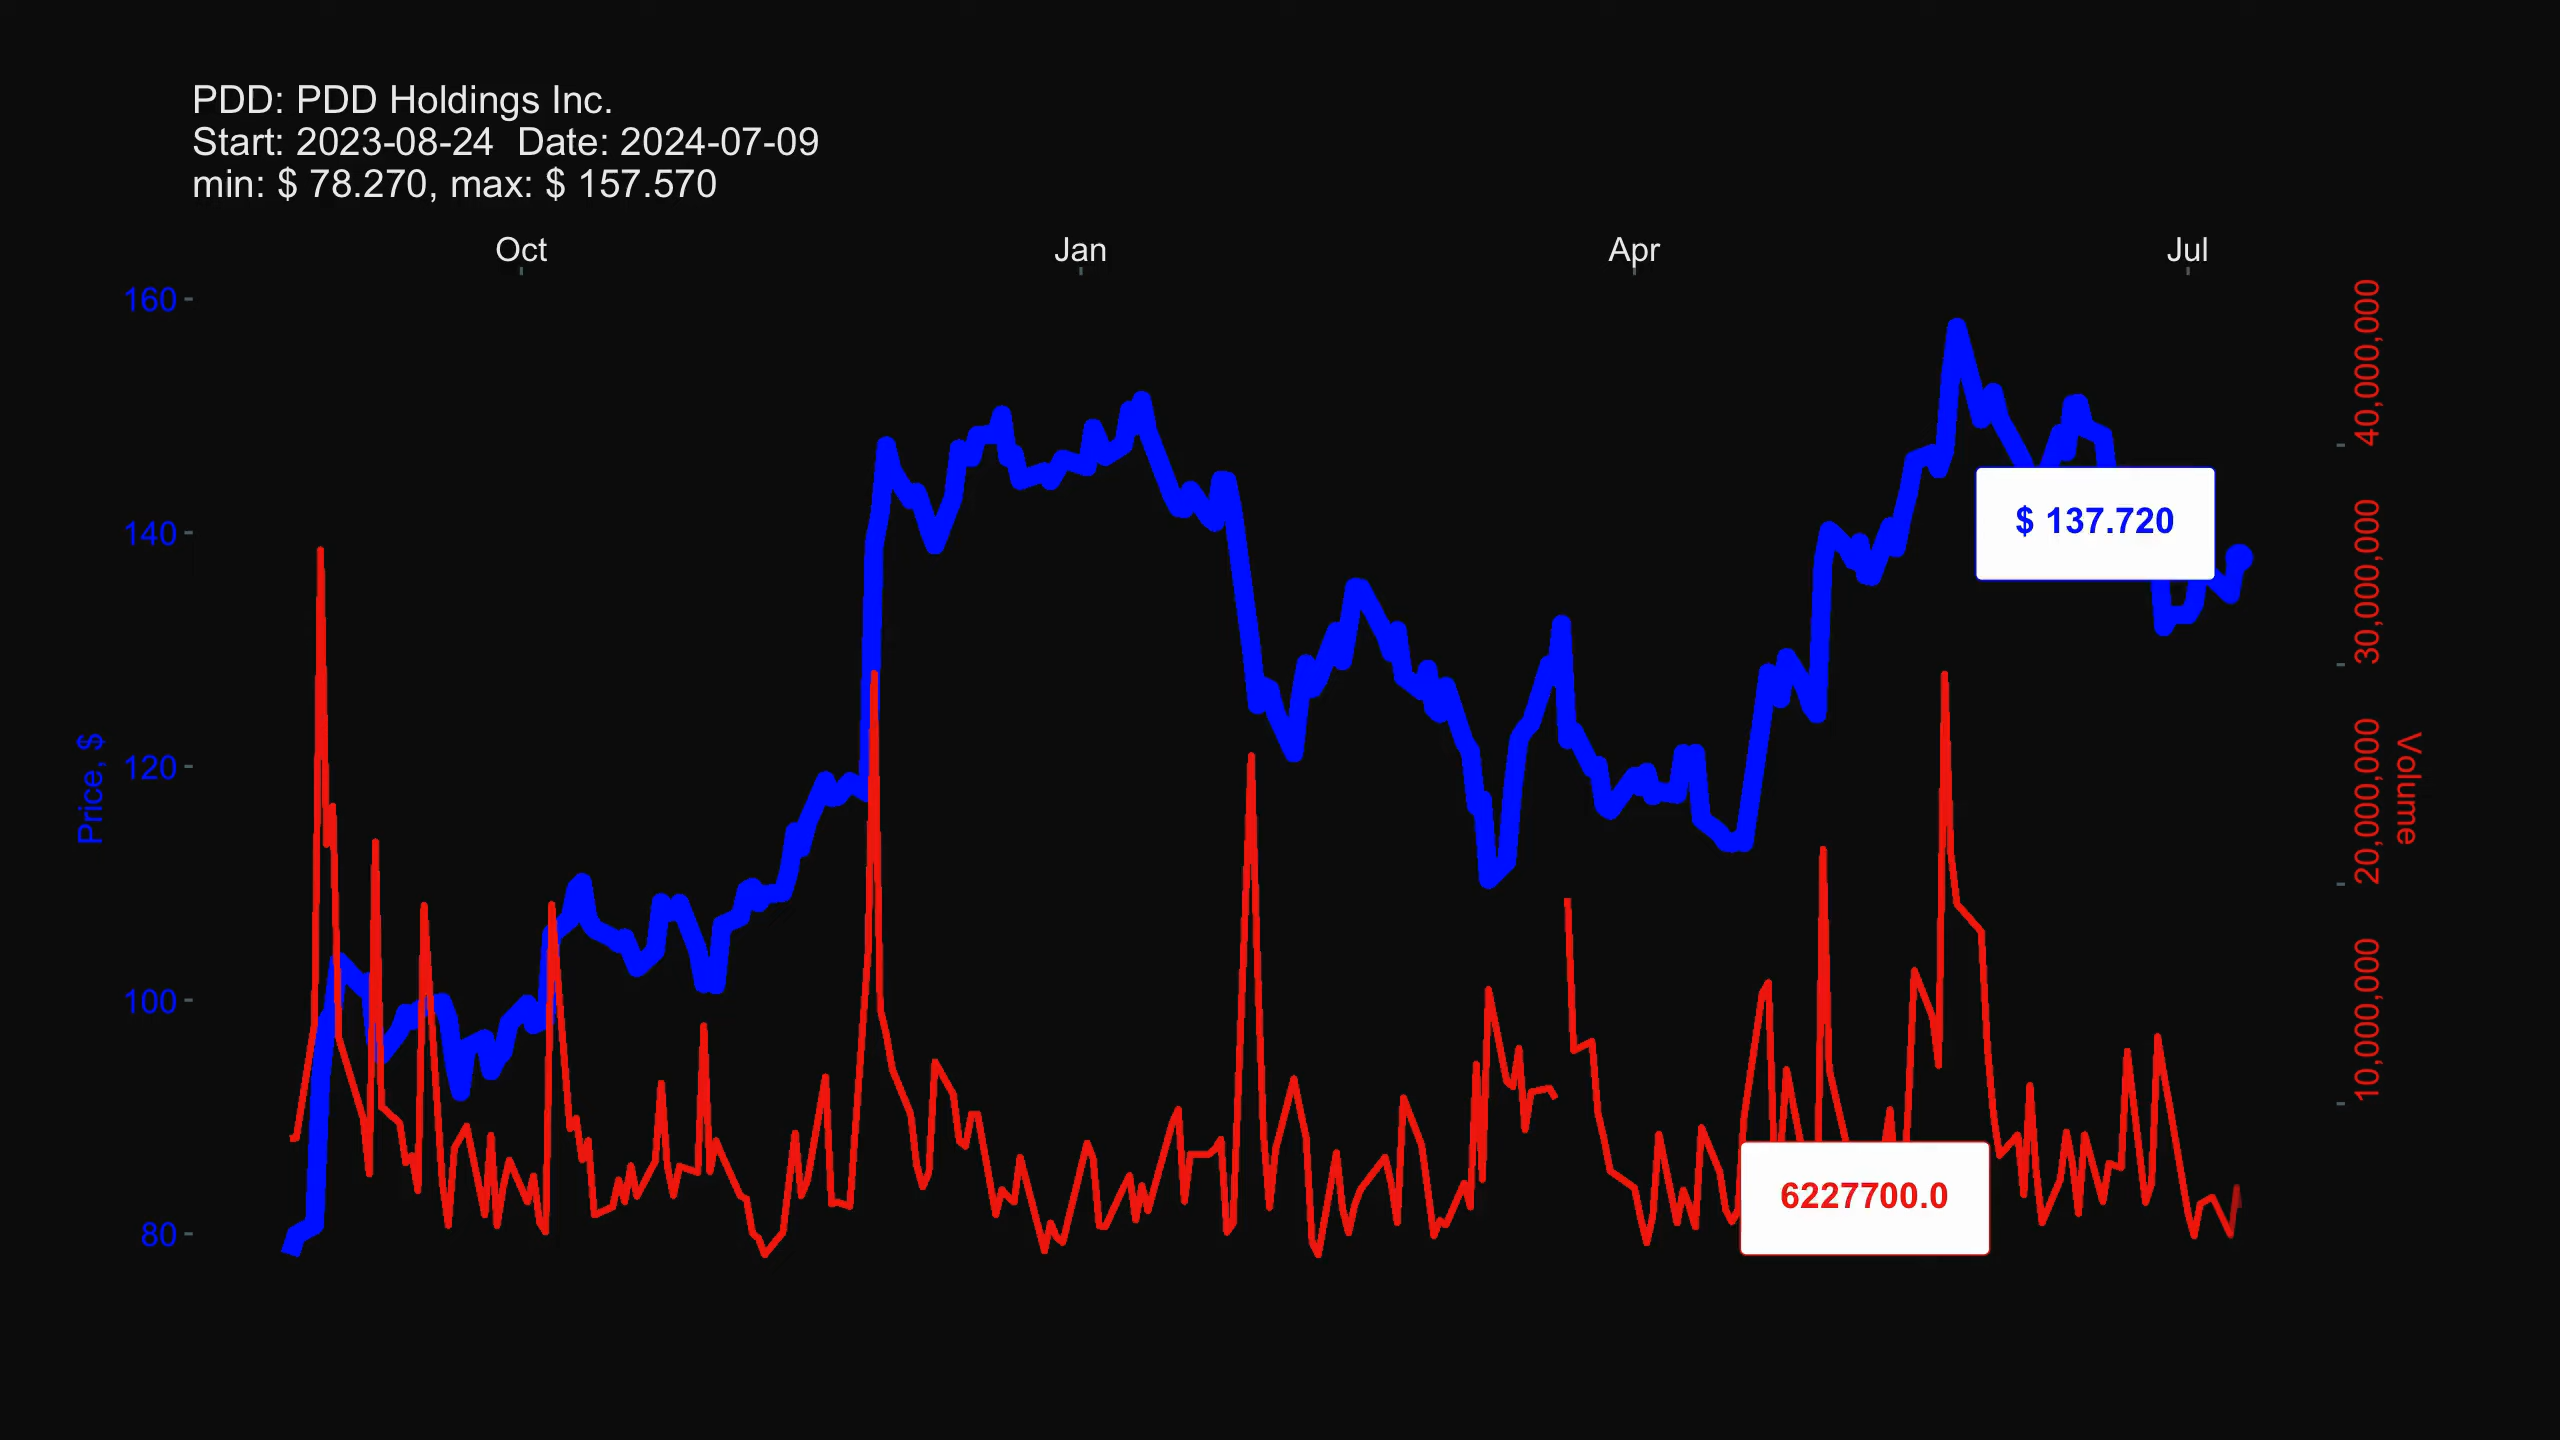 PDD: PDD Holdings Inc.
Start: 2023-08-24  Date: 2024-07-09
min: $ 78.270, max: $ 157.570
Oct Jan Apr Jul
160
140
120
100
80
Price, $
$ 137.720
6227700.0
40,000,000
30,000,000
20,000,000
10,000,000
Volume